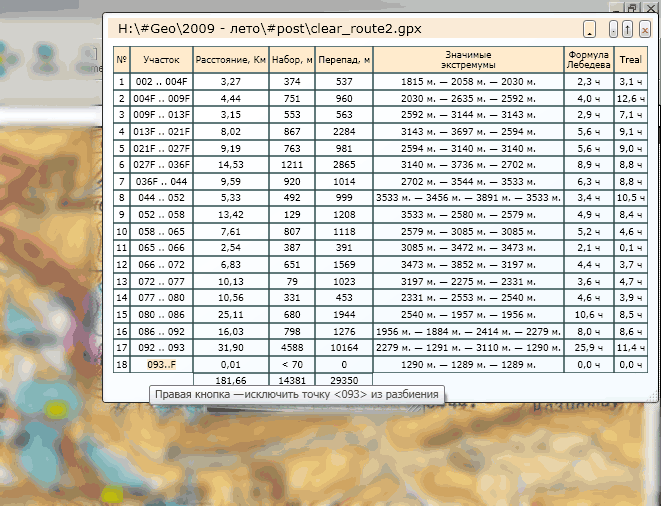 H:\#Geo\2009 - лето\#post\clear_route2.gpx
№ Участок Расстояние, Км Набор, м Перепад, м Значимые экстремумы Формула Лебедева Treal
1 002 .. 004F 3,27 374 537 1815 м. — 2058 м. — 2030 м. 2,3 ч 3,1 ч
2 004F .. 009F 4,44 751 960 2030 м. — 2635 м. — 2592 м. 4,0 ч 12,6 ч
3 009F .. 013F 3,15 553 563 2592 м. — 3144 м. — 3143 м. 2,9 ч 7,1 ч
4 013F .. 021F 8,02 867 2284 3143 м. — 3697 м. — 2594 м. 5,6 ч 9,1 ч
5 021F .. 027F 9,19 763 981 2594 м. — 3140 м. — 3140 м. 5,6 ч 9,0 ч
6 027F .. 036F 14,53 1211 2865 3140 м. — 3736 м. — 2702 м. 8,9 ч 8,8 ч
7 036F .. 044 9,59 920 1014 2702 м. — 3544 м. — 3533 м. 6,3 ч 8,8 ч
8 044 .. 052 5,33 492 999 3533 м. — 3456 м. — 3891 м. — 3533 м. 3,4 ч 10,5 ч
9 052 .. 058 13,42 129 1208 3533 м. — 2580 м. — 2579 м. 4,9 ч 8,4 ч
10 058 .. 065 7,61 807 1118 2579 м. — 3085 м. — 3085 м. 5,2 ч 4,6 ч
11 065 .. 066 2,54 387 391 3085 м. — 3472 м. — 3473 м. 2,1 ч 0,1 ч
12 066 .. 072 6,83 651 1569 3473 м. — 3852 м. — 3197 м. 4,4 ч 3,7 ч
13 072 .. 077 10,13 79 1023 3197 м. — 2275 м. — 2331 м. 3,6 ч 4,7 ч
14 077 .. 080 10,56 331 453 2331 м. — 2553 м. — 2540 м. 4,6 ч 3,9 ч
15 080 .. 086 25,11 680 1944 2540 м. — 1957 м. — 1956 м. 10,6 ч 8,5 ч
16 086 .. 092 16,03 798 1276 1956 м. — 1884 м. — 2414 м. — 2279 м. 8,0 ч 8,6 ч
17 092 .. 093 31,90 4588 10164 2279 м. — 1291 м. — 3110 м. — 1290 м. 25,9 ч 11,4 ч
18 093..F 0,01 < 70 0 1290 м. — 1289 м. — 1289 м. 0,0 ч 0,0 ч
181,66 14381 29350
Правая кнопка —исключить точку <093> из разбиения